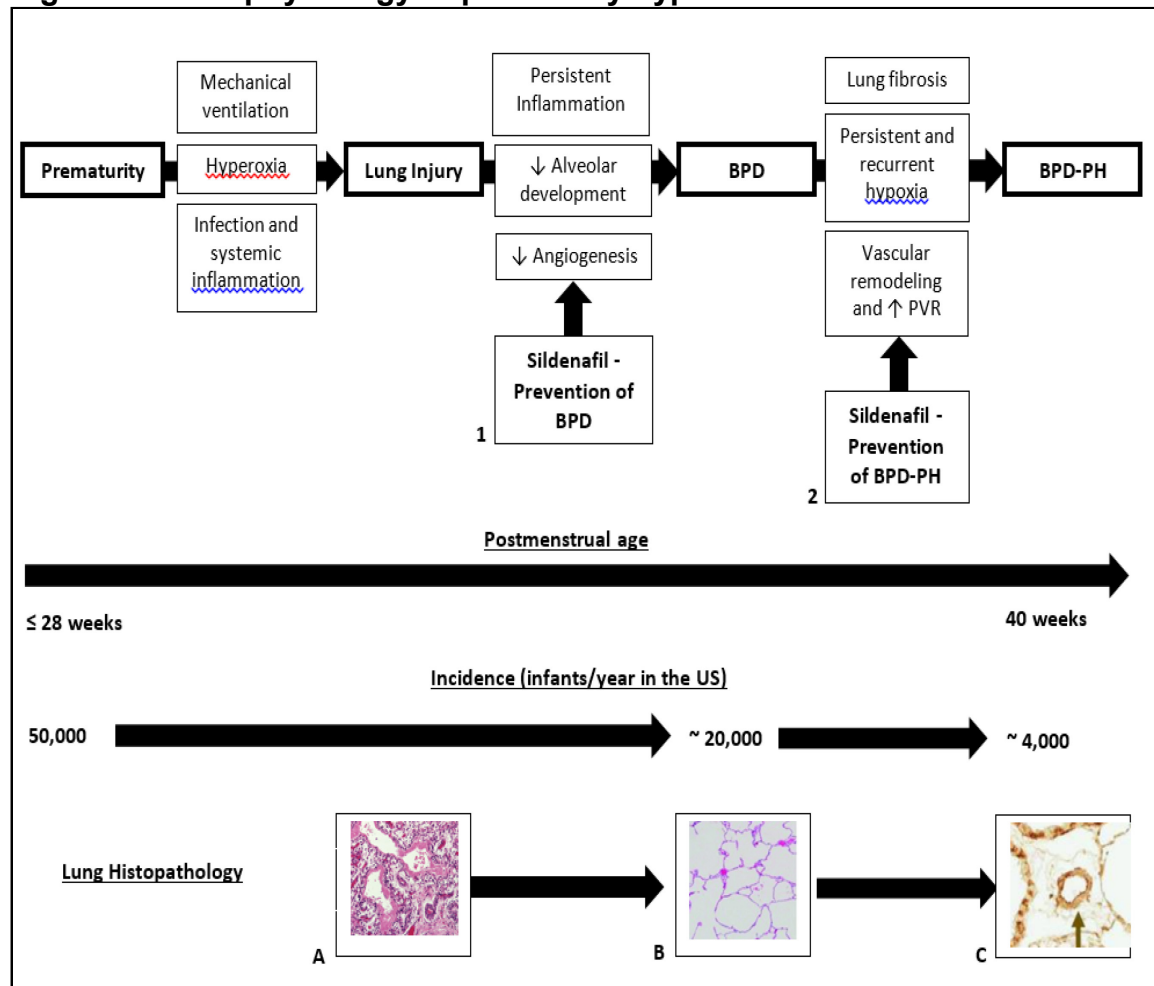 Mechanical
ventilation
Persistent
Inflammation
Lung fibrosis
Prematurity
Hyperoxia
Lung Injury
↓ Alveolar
development
BPD
Persistent and
recurrent
hypoxia
BPD-PH
Infection and
systemic
inflammation
↓ Angiogenesis
Vascular
remodeling
and ↑ PVR
Sildenafil -
Prevention of
BPD
1
Sildenafil -
Prevention
of BPD-PH
2
Postmenstrual age
≤ 28 weeks
40 weeks
Incidence (infants/year in the US)
50,000
~ 20,000
~ 4,000
Lung Histopathology
A
B
C